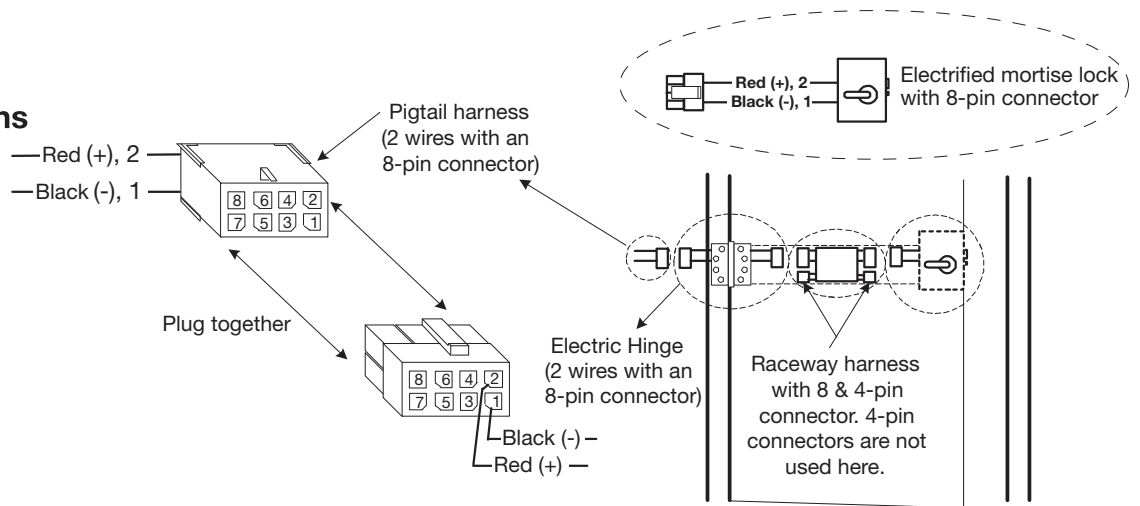 ns
Red (+), 2
Black (-), 1
8 6 4 2
7 5 3 1
Pigtail harness
(2 wires with an
8-pin connector)
Plug together
8 6 4 2
7 5 3 1
Black (-)
Red (+)
Red (+), 2
Black (-), 1
Electrified mortise lock
with 8-pin connector
Electric Hinge
(2 wires with an
8-pin connector)
Raceway harness
with 8 & 4-pin
connector. 4-pin
connectors are not
used here.